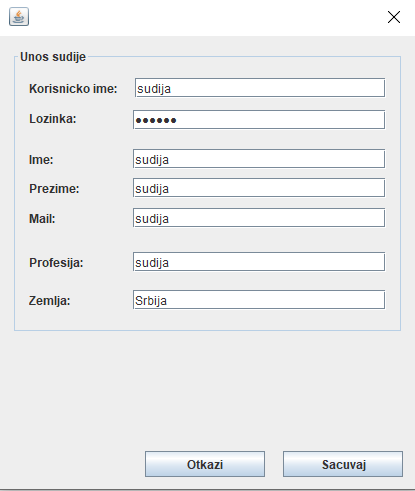 Unos sudije
Korisnicko ime: sudija
Lozinka: ••••••
Ime: sudija
Prezime: sudija
Mail: sudija
Profesija: sudija
Zemlja: Srbija
Otkazi Sacuvaj